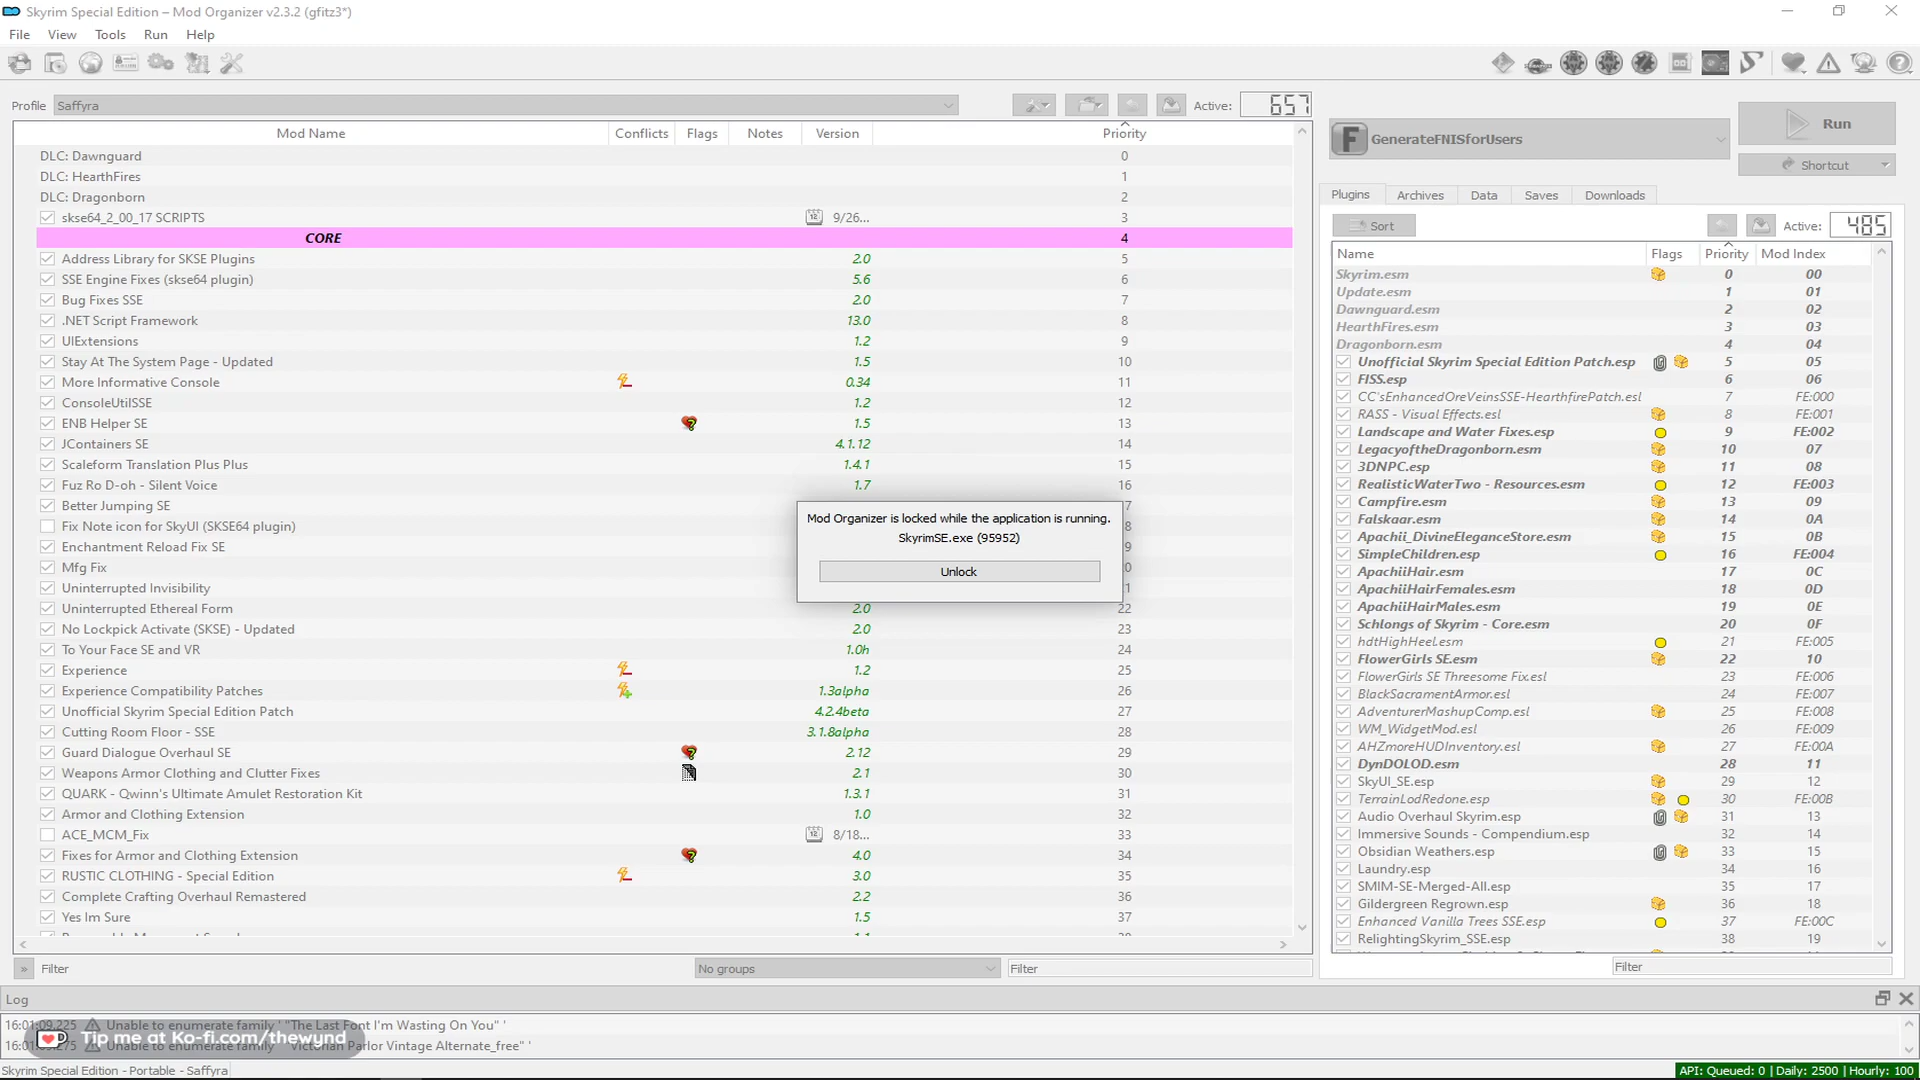 Skyrim Special Edition – Mod Organizer v2.3.2 (gfitz3*)
File View Tools Run Help
Profile Saffyra Active: 657
Mod Name Conflicts Flags Notes Version Priority
DLC: Dawnguard 0
DLC: HearthFires 1
DLC: Dragonborn 2
skse64_2_00_17 SCRIPTS 9/26... 3
CORE 4
Address Library for SKSE Plugins 2.0 5
SSE Engine Fixes (skse64 plugin) 5.6 6
Bug Fixes SSE 2.0 7
.NET Script Framework 13.0 8
UIExtensions 1.2 9
Stay At The System Page - Updated 1.5 10
More Informative Console 0.34 11
ConsoleUtilSSE 1.2 12
ENB Helper SE 1.5 13
JContainers SE 4.1.12 14
Scaleform Translation Plus Plus 1.4.1 15
Fuz Ro D-oh - Silent Voice 1.7 16
Better Jumping SE 7
Fix Note icon for SkyUI (SKSE64 plugin) 8
Enchantment Reload Fix SE 9
Mfg Fix 0
Uninterrupted Invisibility 1
Uninterrupted Ethereal Form 2.0 22
No Lockpick Activate (SKSE) - Updated 2.0 23
To Your Face SE and VR 1.0h 24
Experience 1.2 25
Experience Compatibility Patches 1.3alpha 26
Unofficial Skyrim Special Edition Patch 4.2.4beta 27
Cutting Room Floor - SSE 3.1.8alpha 28
Guard Dialogue Overhaul SE 2.12 29
Weapons Armor Clothing and Clutter Fixes 2.1 30
QUARK - Qwinn's Ultimate Amulet Restoration Kit 1.3.1 31
Armor and Clothing Extension 1.0 32
ACE_MCM_Fix 8/18... 33
Fixes for Armor and Clothing Extension 4.0 34
RUSTIC CLOTHING - Special Edition 3.0 35
Complete Crafting Overhaul Remastered 2.2 36
Yes Im Sure 1.5 37
Filter No groups Filter
Mod Organizer is locked while the application is running.
SkyrimSE.exe (95952)
Unlock
GenerateFNISforUsers
Run
Shortcut
Plugins Archives Data Saves Downloads
Sort Active: 485
Name Flags Priority Mod Index
Skyrim.esm 0 00
Update.esm 1 01
Dawnguard.esm 2 02
HearthFires.esm 3 03
Dragonborn.esm 4 04
Unofficial Skyrim Special Edition Patch.esp 5 05
FISS.esp 6 06
CC'sEnhancedOreVeinsSSE-HearthfirePatch.esl 7 FE:000
RASS - Visual Effects.esl 8 FE:001
Landscape and Water Fixes.esp 9 FE:002
LegacyoftheDragonborn.esm 10 07
3DNPC.esp 11 08
RealisticWaterTwo - Resources.esm 12 FE:003
Campfire.esm 13 09
Falskaar.esm 14 0A
Apachii_DivineEleganceStore.esm 15 0B
SimpleChildren.esp 16 FE:004
ApachiiHair.esm 17 0C
ApachiiHairFemales.esm 18 0D
ApachiiHairMales.esm 19 0E
Schlongs of Skyrim - Core.esm 20 0F
hdtHighHeel.esm 21 FE:005
FlowerGirls SE.esm 22 10
FlowerGirls SE Threesome Fix.esl 23 FE:006
BlackSacramentArmor.esl 24 FE:007
AdventurerMashupComp.esl 25 FE:008
WM_WidgetMod.esl 26 FE:009
AHZmoreHUDInventory.esl 27 FE:00A
DynDOLOD.esm 28 11
SkyUI_SE.esp 29 12
TerrainLodRedone.esp 30 FE:00B
Audio Overhaul Skyrim.esp 31 13
Immersive Sounds - Compendium.esp 32 14
Obsidian Weathers.esp 33 15
Laundry.esp 34 16
SMIM-SE-Merged-All.esp 35 17
Gildergreen Regrown.esp 36 18
Enhanced Vanilla Trees SSE.esp 37 FE:00C
RelightingSkyrim_SSE.esp 38 19
Filter
Log
16:01:09.225 Unable to enumerate family ' "The Last Font I'm Wasting On You" '
Tip me at Ko-fi.com/thewynd
Unable to enumerate family "Victorian Parlor Vintage Alternate_free" '
Skyrim Special Edition - Portable - Saffyra
API: Queued: 0 | Daily: 2500 | Hourly: 100